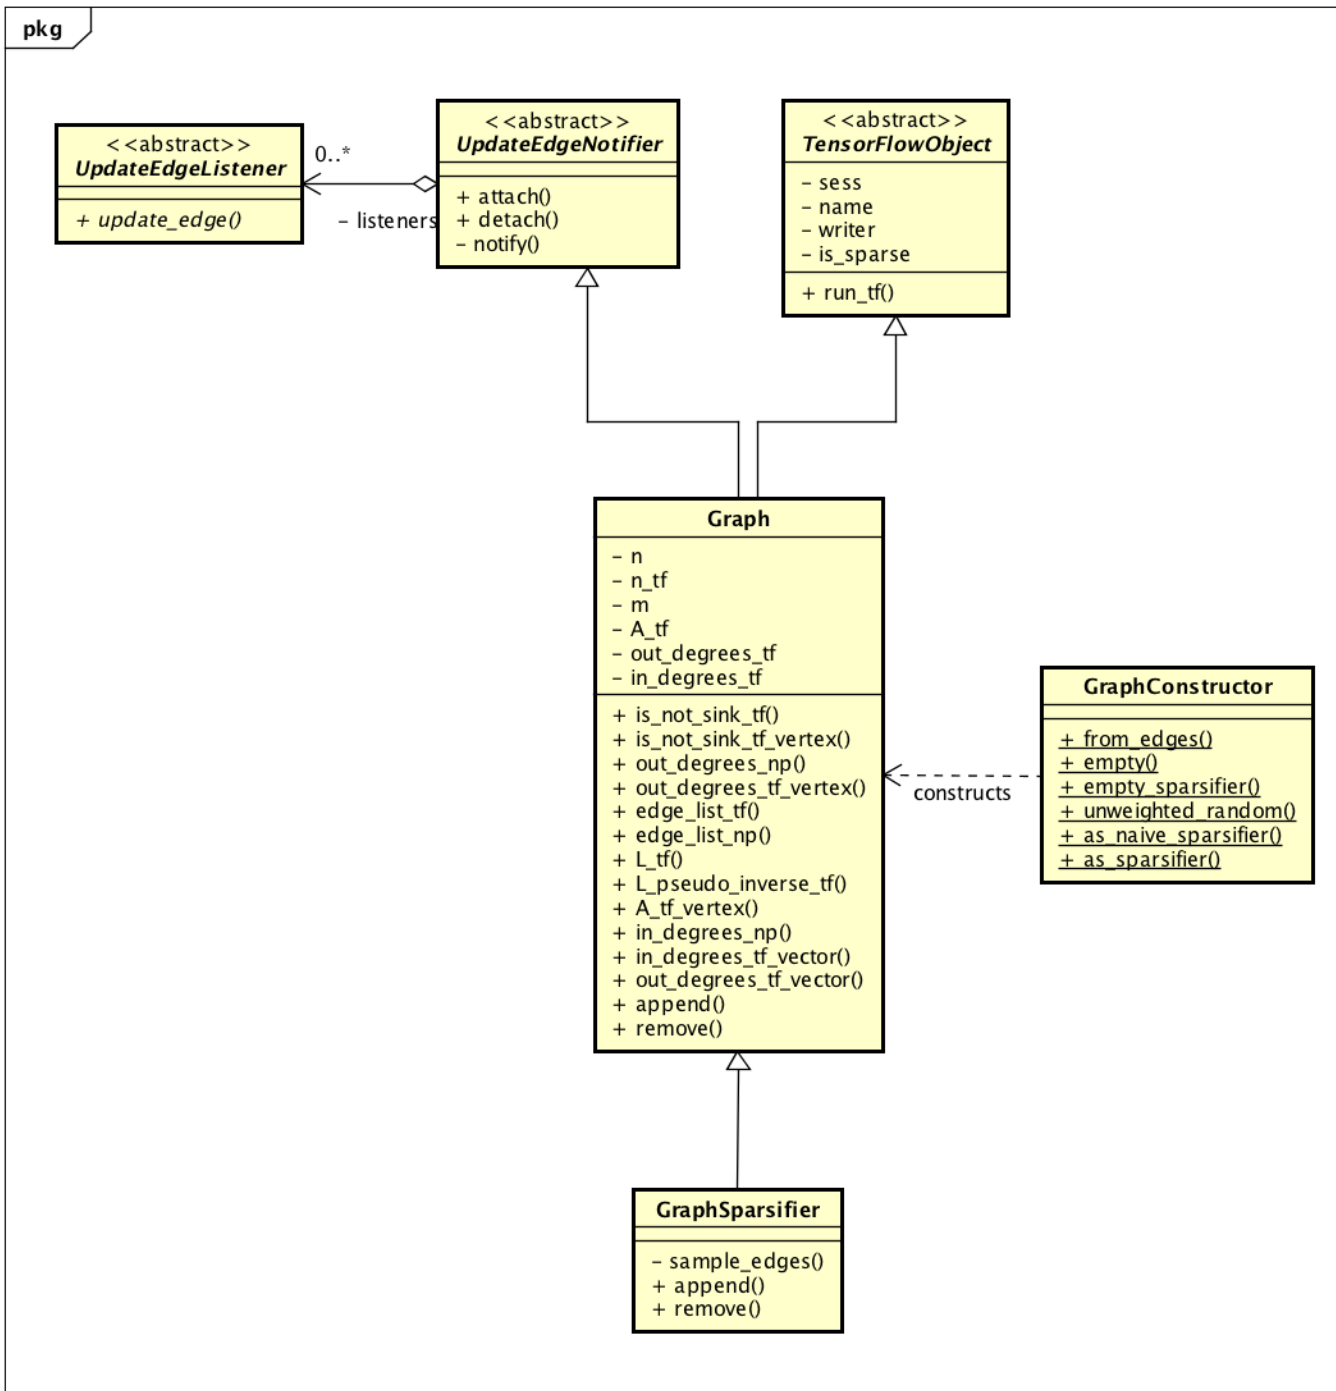 pkg
<<abstract>>
UpdateEdgeListener
+ update_edge()
0..*
– listeners
<<abstract>>
UpdateEdgeNotifier
+ attach()
+ detach()
– notify()
<<abstract>>
TensorFlowObject
– sess
– name
– writer
– is_sparse
+ run_tf()
Graph
– n
– n_tf
– m
– A_tf
– out_degrees_tf
– in_degrees_tf
+ is_not_sink_tf()
+ is_not_sink_tf_vertex()
+ out_degrees_np()
+ out_degrees_tf_vertex()
+ edge_list_tf()
+ edge_list_np()
+ L_tf()
+ L_pseudo_inverse_tf()
+ A_tf_vertex()
+ in_degrees_np()
+ in_degrees_tf_vector()
+ out_degrees_tf_vector()
+ append()
+ remove()
constructs
GraphConstructor
+ from_edges()
+ empty()
+ empty_sparsifier()
+ unweighted_random()
+ as_naive_sparsifier()
+ as_sparsifier()
GraphSparsifier
– sample_edges()
+ append()
+ remove()